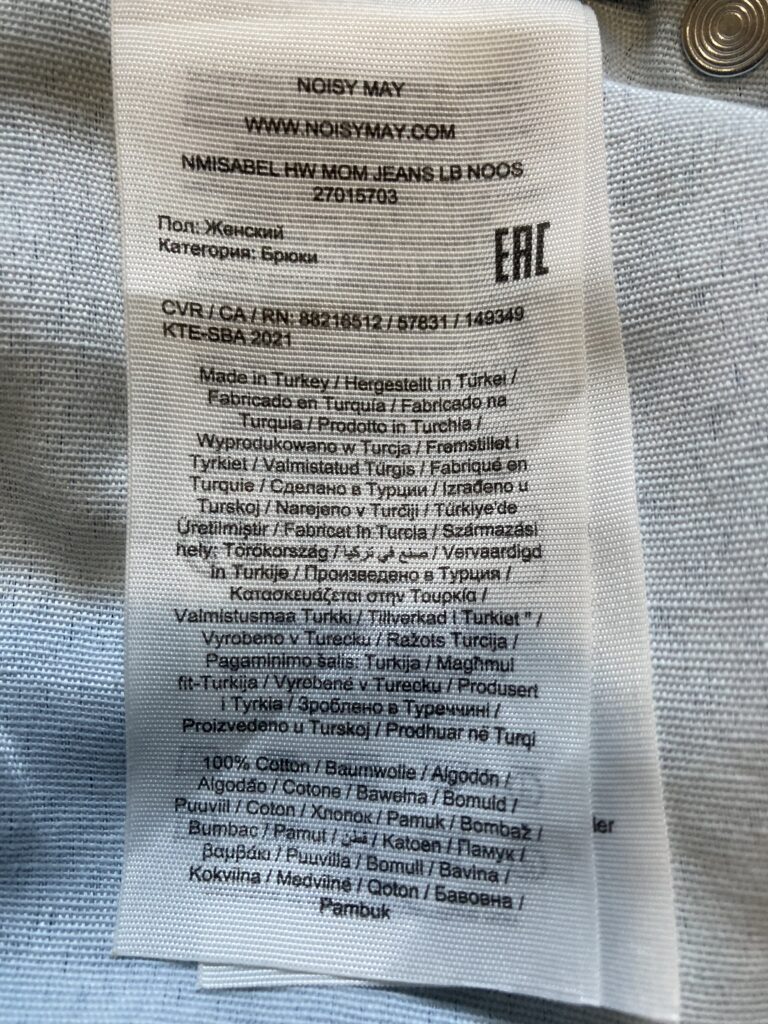 NOISY MAY
WWW.NOISYMAY.COM
NMISABEL HW MOM JEANS LB NOOS
27015703
Пол: Женский
Категория: Брюки
EAC
CVR / CA / RN: 88216512 / 57831 / 149349
KTE-SBA 2021
Made in Turkey / Hergestellt in Türkei /
Fabricado en Turquía / Fabricado na
Turquia / Prodotto in Turchia /
Wyprodukowano w Turcja / Fremstillet i
Tyrkiet / Valmistatud Türgis / Fabriqué en
Turquie / Сделано в Турции / Izrađeno u
Turskoj / Narejeno v Turčiji / Türkiye'de
Üretilmiştir / Fabricat în Turcia / Származási
hely: Törökország / صنع في تركيا / Vervaardigd
in Turkije / Произведено в Турция /
Κατασκευάζεται στην Τουρκία /
Valmistusmaa Turkki / Tillverkad i Turkiet " /
Vyrobeno v Turecku / Ražots Turcija /
Pagaminimo šalis: Turkija / Magħmul
fit-Turkija / Vyrobené v Turecku / Produsert
i Tyrkia / Зроблено в Туреччині /
Proizvedeno u Turskoj / Prodhuar në Turqi
100% Cotton / Baumwolle / Algodón /
Algodão / Cotone / Bawełna / Bomuld /
Puuviil / Coton / Хлопок / Pamuk / Bombaž /
Bumbac / Pamut / قطن / Katoen / Памук /
βαμβάκι / Puuvilla / Bomull / Bavlna /
Kokvilna / Medvilnė / Qoton / Бавовна /
Pambuk